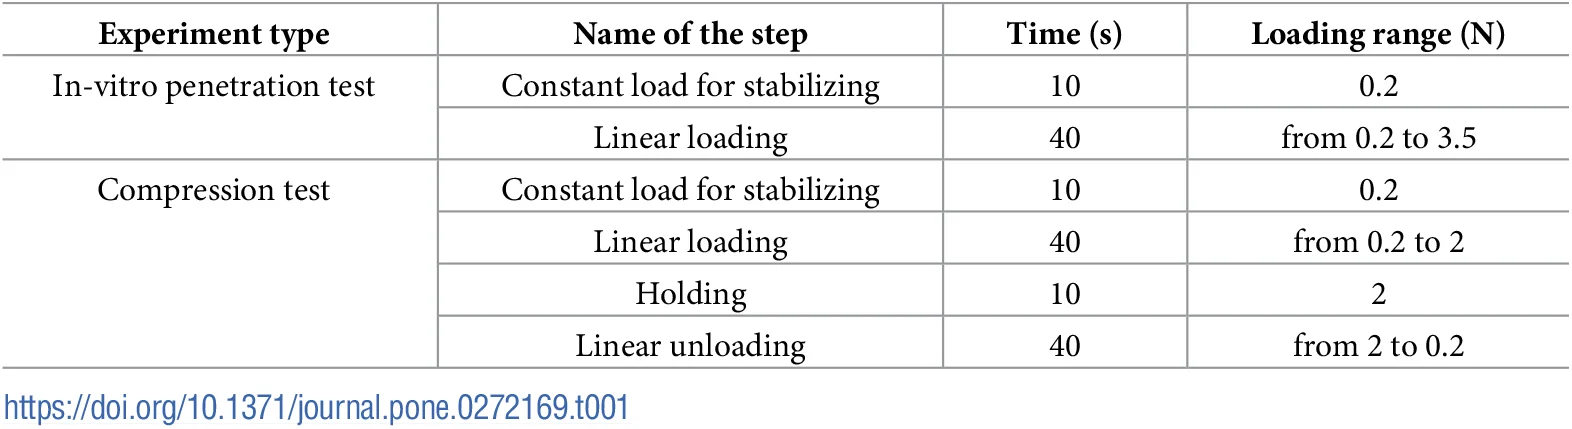 Experiment type Name of the step Time (s) Loading range (N)
In-vitro penetration test Constant load for stabilizing 10 0.2
Linear loading 40 from 0.2 to 3.5
Compression test Constant load for stabilizing 10 0.2
Linear loading 40 from 0.2 to 2
Holding 10 2
Linear unloading 40 from 2 to 0.2
https://doi.org/10.1371/journal.pone.0272169.t001